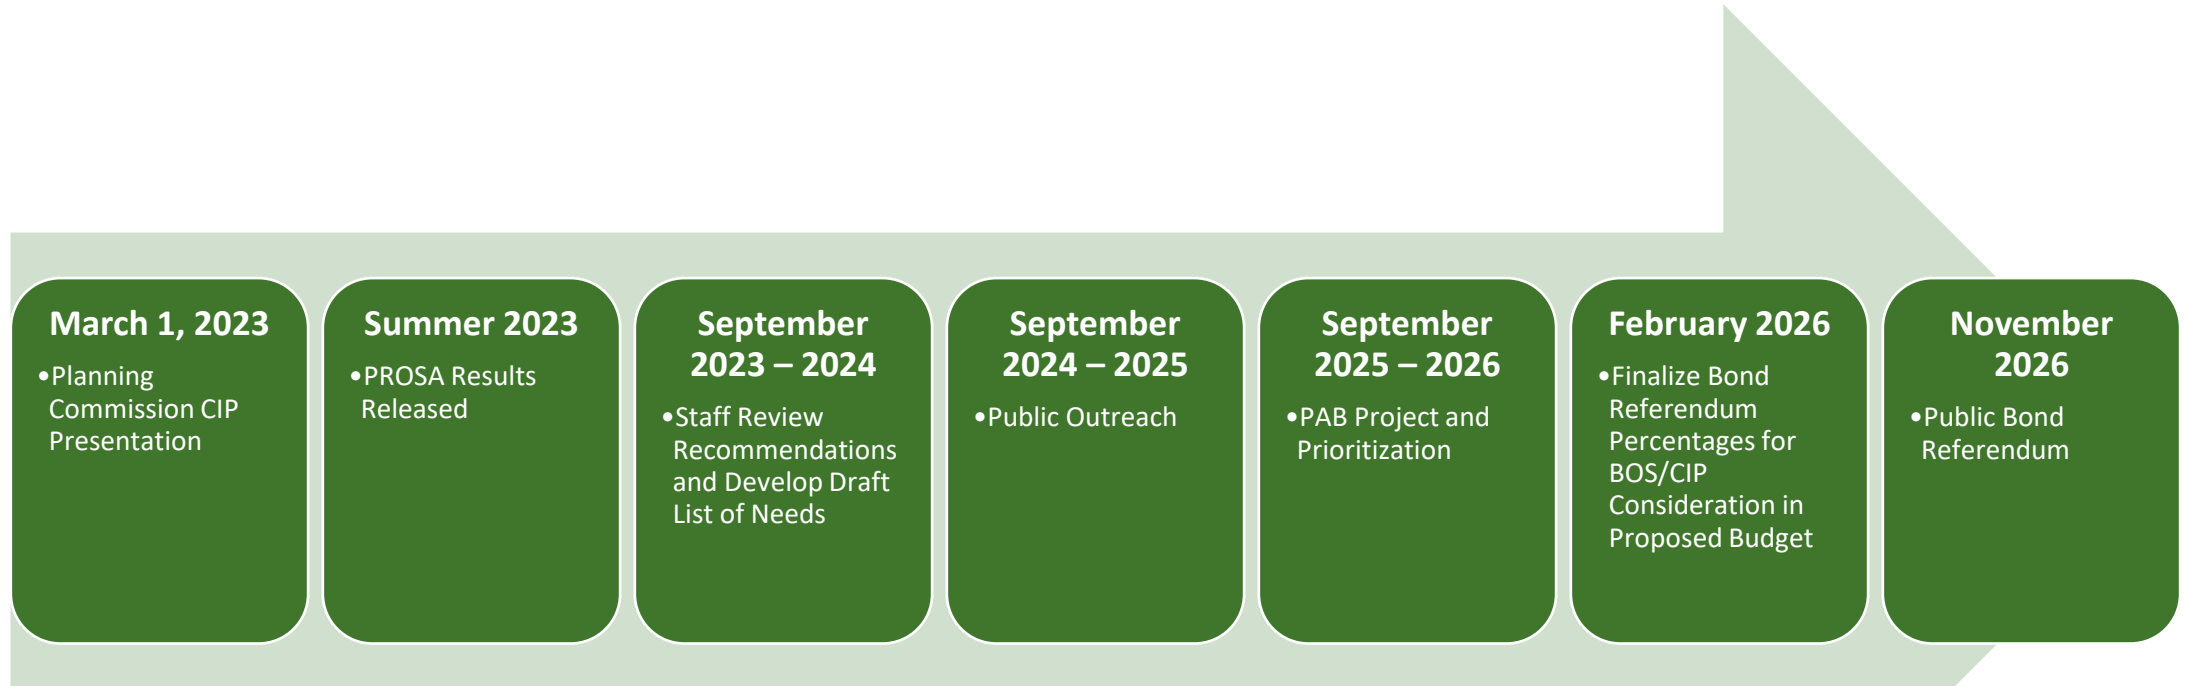 March 1, 2023
•Planning
Commission CIP
Presentation
Summer 2023
•PROSA Results
Released
September
2023 – 2024
•Staff Review
Recommendations
and Develop Draft
List of Needs
September
2024 – 2025
•Public Outreach
September
2025 – 2026
•PAB Project and
Prioritization
February 2026
•Finalize Bond
Referendum
Percentages for
BOS/CIP
Consideration in
Proposed Budget
November
2026
•Public Bond
Referendum